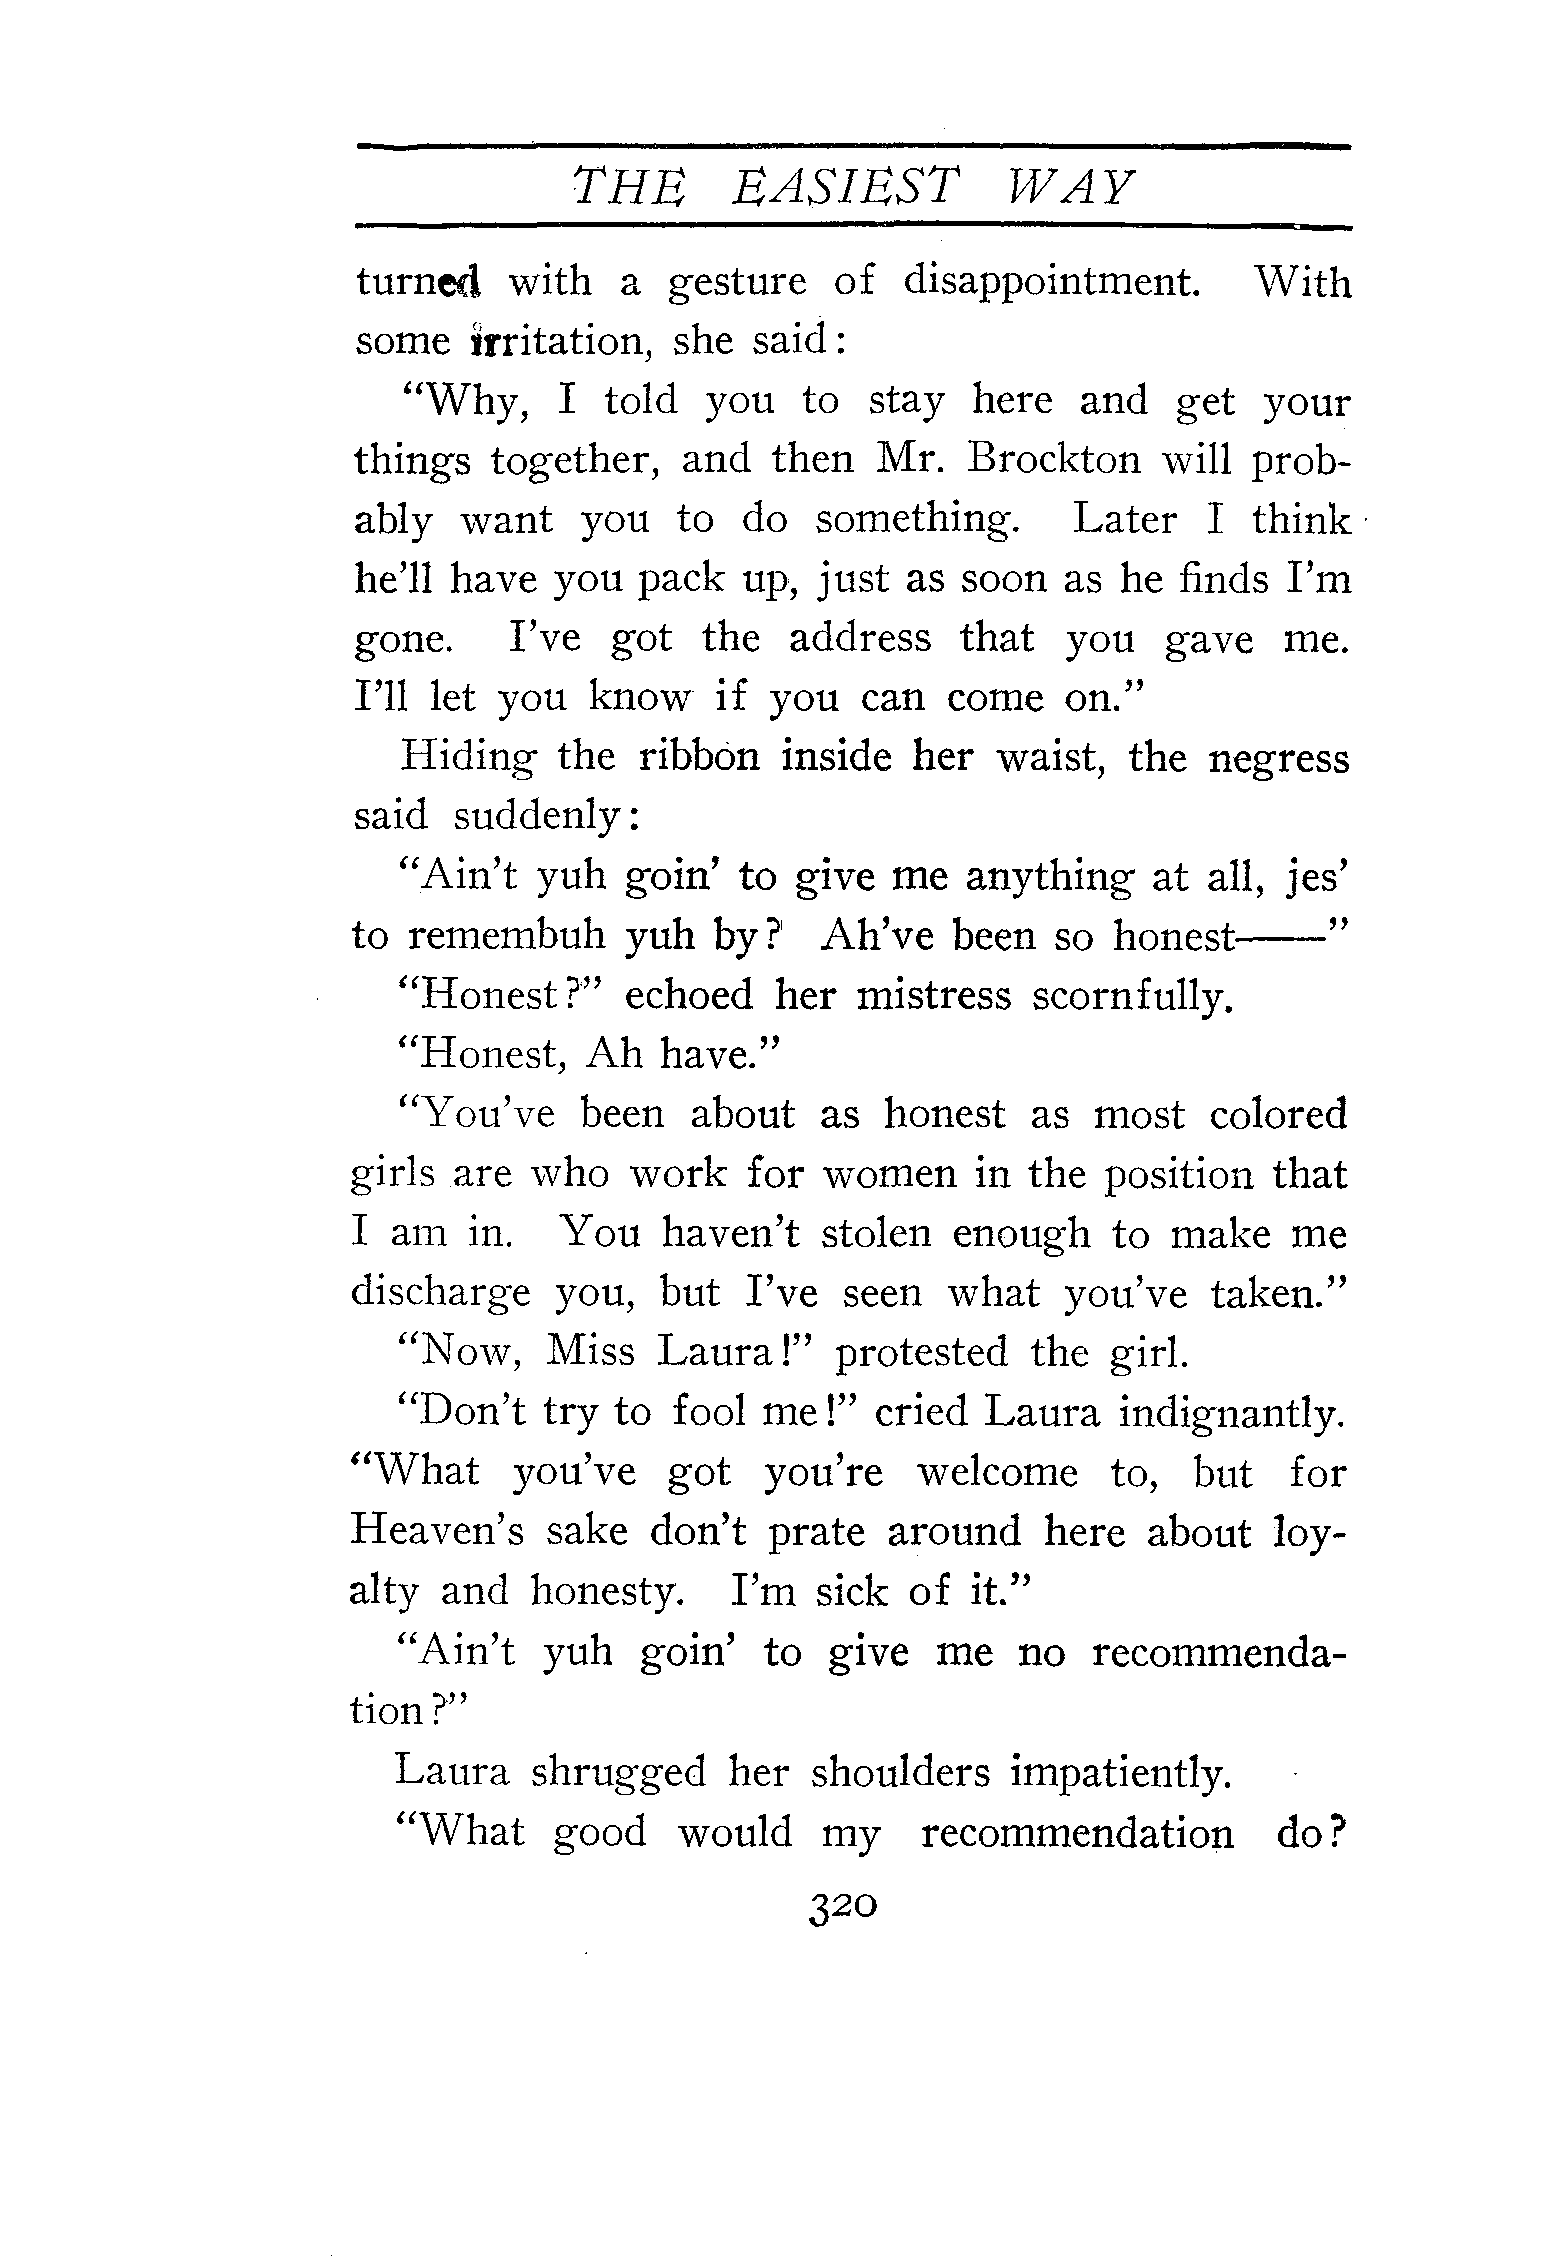 THE EASIEST WAY
turned with a gesture of disappointment. With
some irritation, she said:
"Why, I told you to stay here and get your
things together, and then Mr. Brockton will prob-
ably want you to do something. Later I think
he'll have you pack up, just as soon as he finds I'm
gone. I've got the address that you gave me.
I'll let you know if you can come on."
Hiding the ribbon inside her waist, the negress
said suddenly:
"Ain't yuh goin' to give me anything at all, jes'
to remembuh yuh by? Ah've been so honest——"
"Honest?" echoed her mistress scornfully.
"Honest, Ah have."
"You've been about as honest as most colored
girls are who work for women in the position that
I am in. You haven't stolen enough to make me
discharge you, but I've seen what you've taken."
"Now, Miss Laura!" protested the girl.
"Don't try to fool me!" cried Laura indignantly.
"What you've got you're welcome to, but for
Heaven's sake don't prate around here about loy-
alty and honesty. I'm sick of it."
"Ain't yuh goin' to give me no recommenda-
tion?"
Laura shrugged her shoulders impatiently.
"What good would my recommendation do?
320